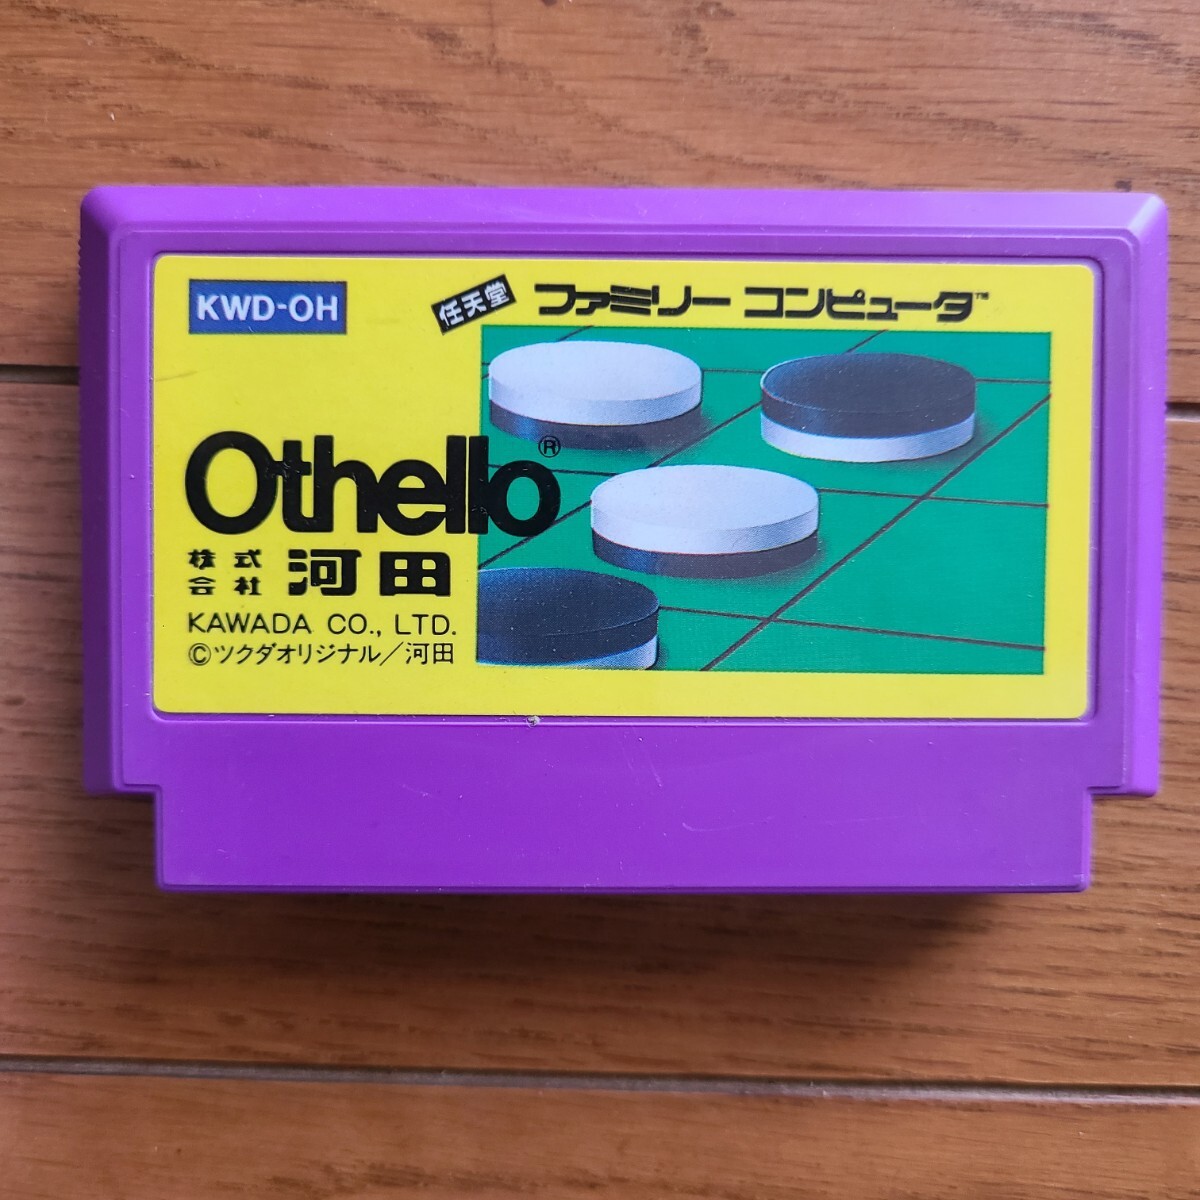 KWD-OH
任天堂 ファミリー コンピュータ™
Othello®
株式会社 河田
KAWADA CO., LTD.
©ツクダオリジナル/河田